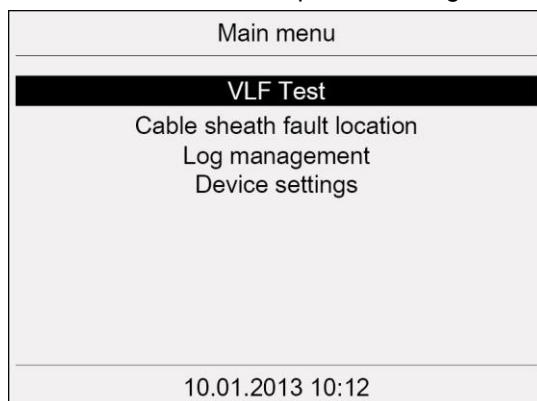 Main menu
VLF Test
Cable sheath fault location
Log management
Device settings
10.01.2013 10:12